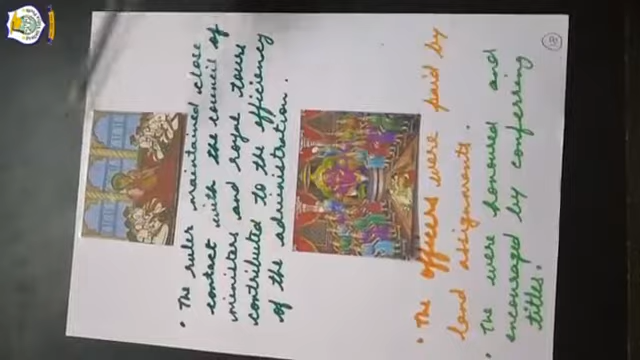 • The ruler maintained close
contact with the council of
ministers and royal tours
contributed to the efficiency
of the administration.
• The officers were paid by
land assignments.
• The were honoured and
encouraged by conferring
titles.